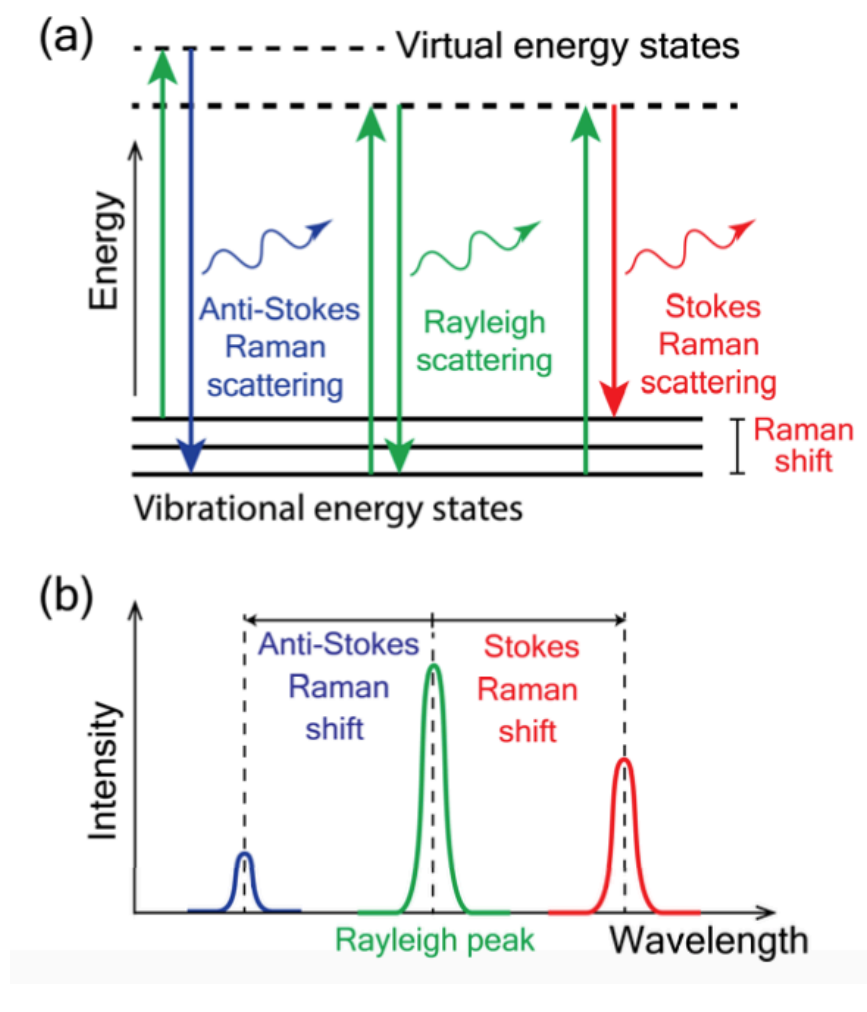 (a)
Virtual energy states
Energy
Anti-Stokes
Raman
scattering
Rayleigh
scattering
Stokes
Raman
scattering
Raman
shift
Vibrational energy states
(b)
Intensity
Anti-Stokes
Raman
shift
Stokes
Raman
shift
Rayleigh peak
Wavelength